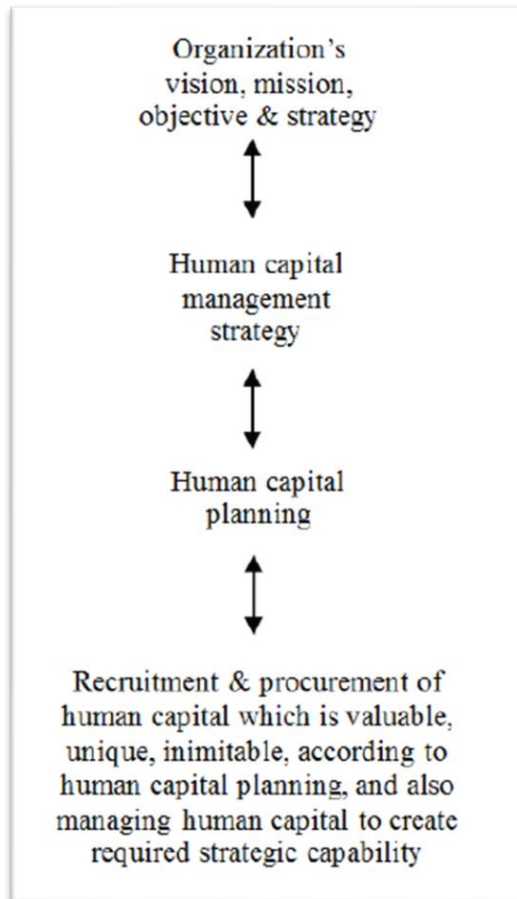 Organization's
vision, mission,
objective & strategy
Human capital
management
strategy
Human capital
planning
Recruitment & procurement of
human capital which is valuable,
unique, inimitable, according to
human capital planning, and also
managing human capital to create
required strategic capability